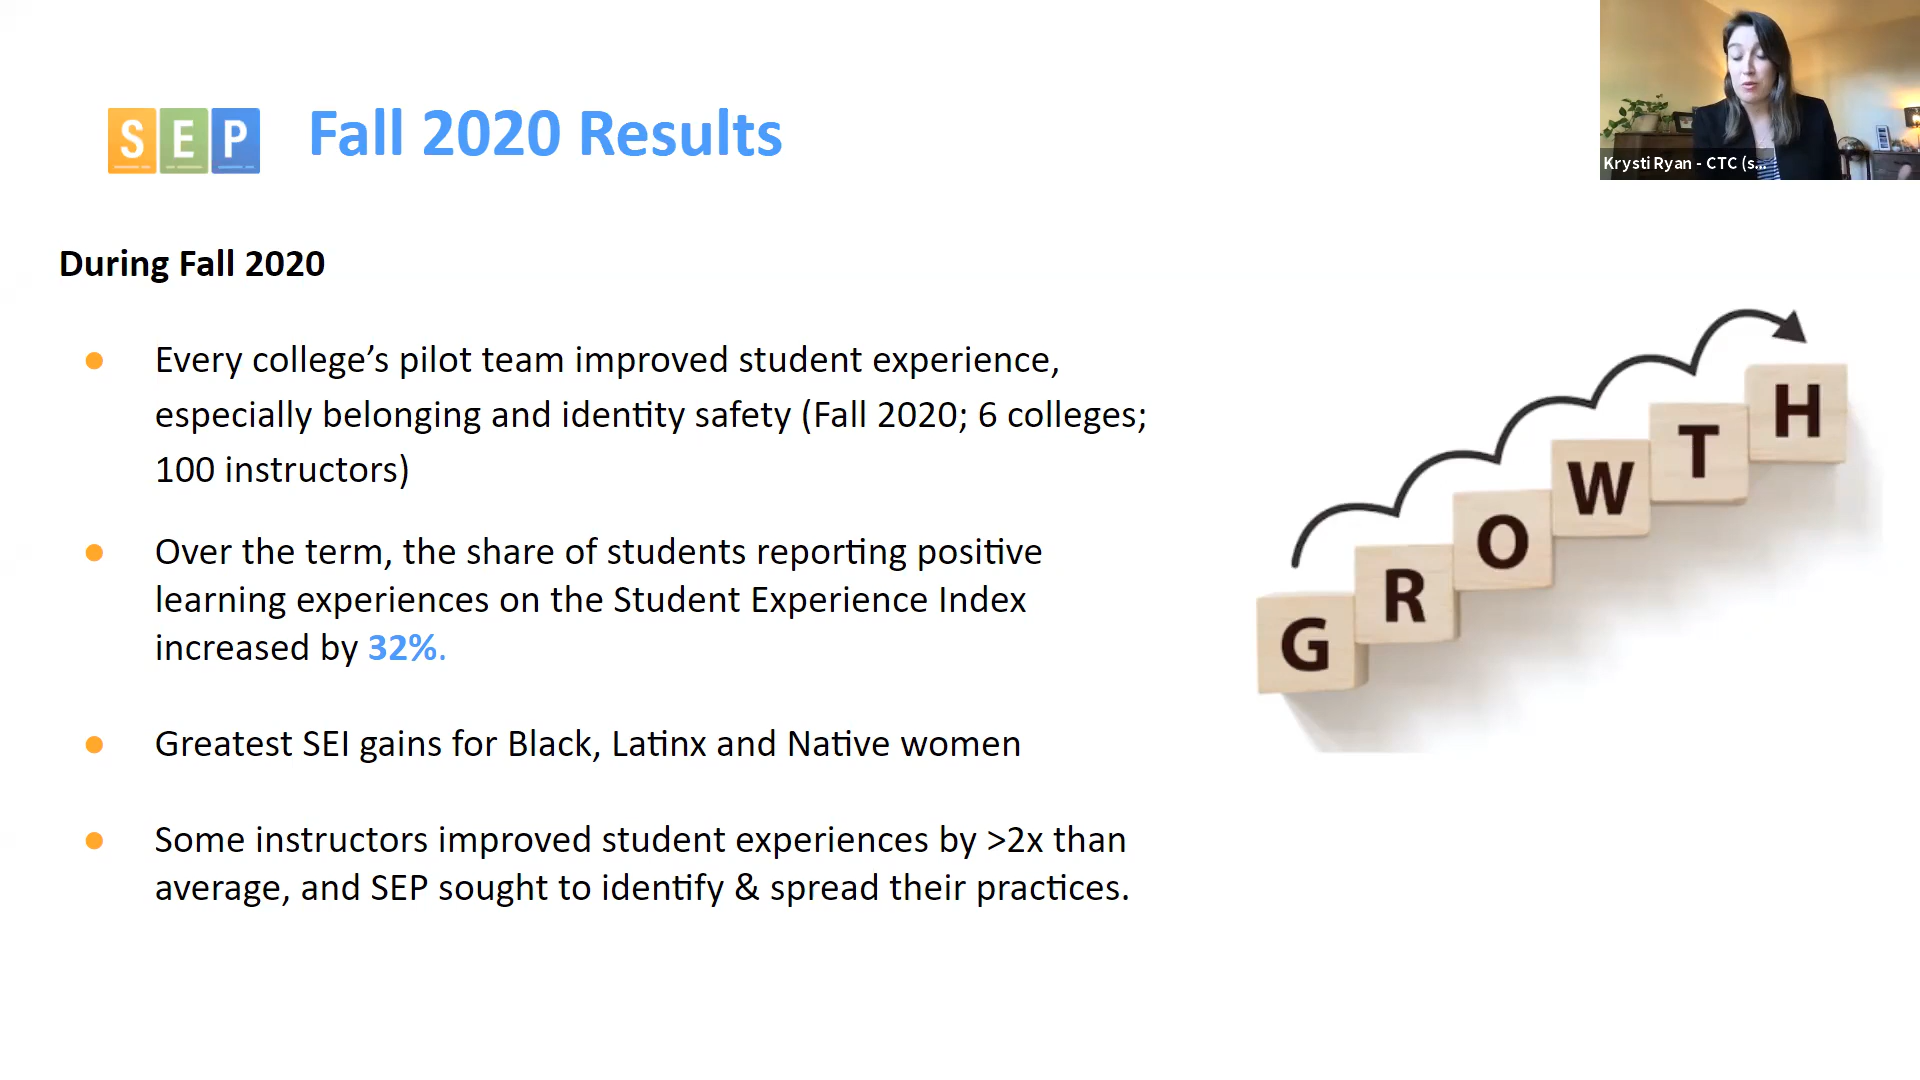 SEP Fall 2020 Results
Krysti Ryan - CTC (s...
During Fall 2020
Every college’s pilot team improved student experience,
especially belonging and identity safety (Fall 2020; 6 colleges;
100 instructors)
Over the term, the share of students reporting positive
learning experiences on the Student Experience Index
increased by 32%.
Greatest SEI gains for Black, Latinx and Native women
Some instructors improved student experiences by >2x than
average, and SEP sought to identify & spread their practices.
GROWTH